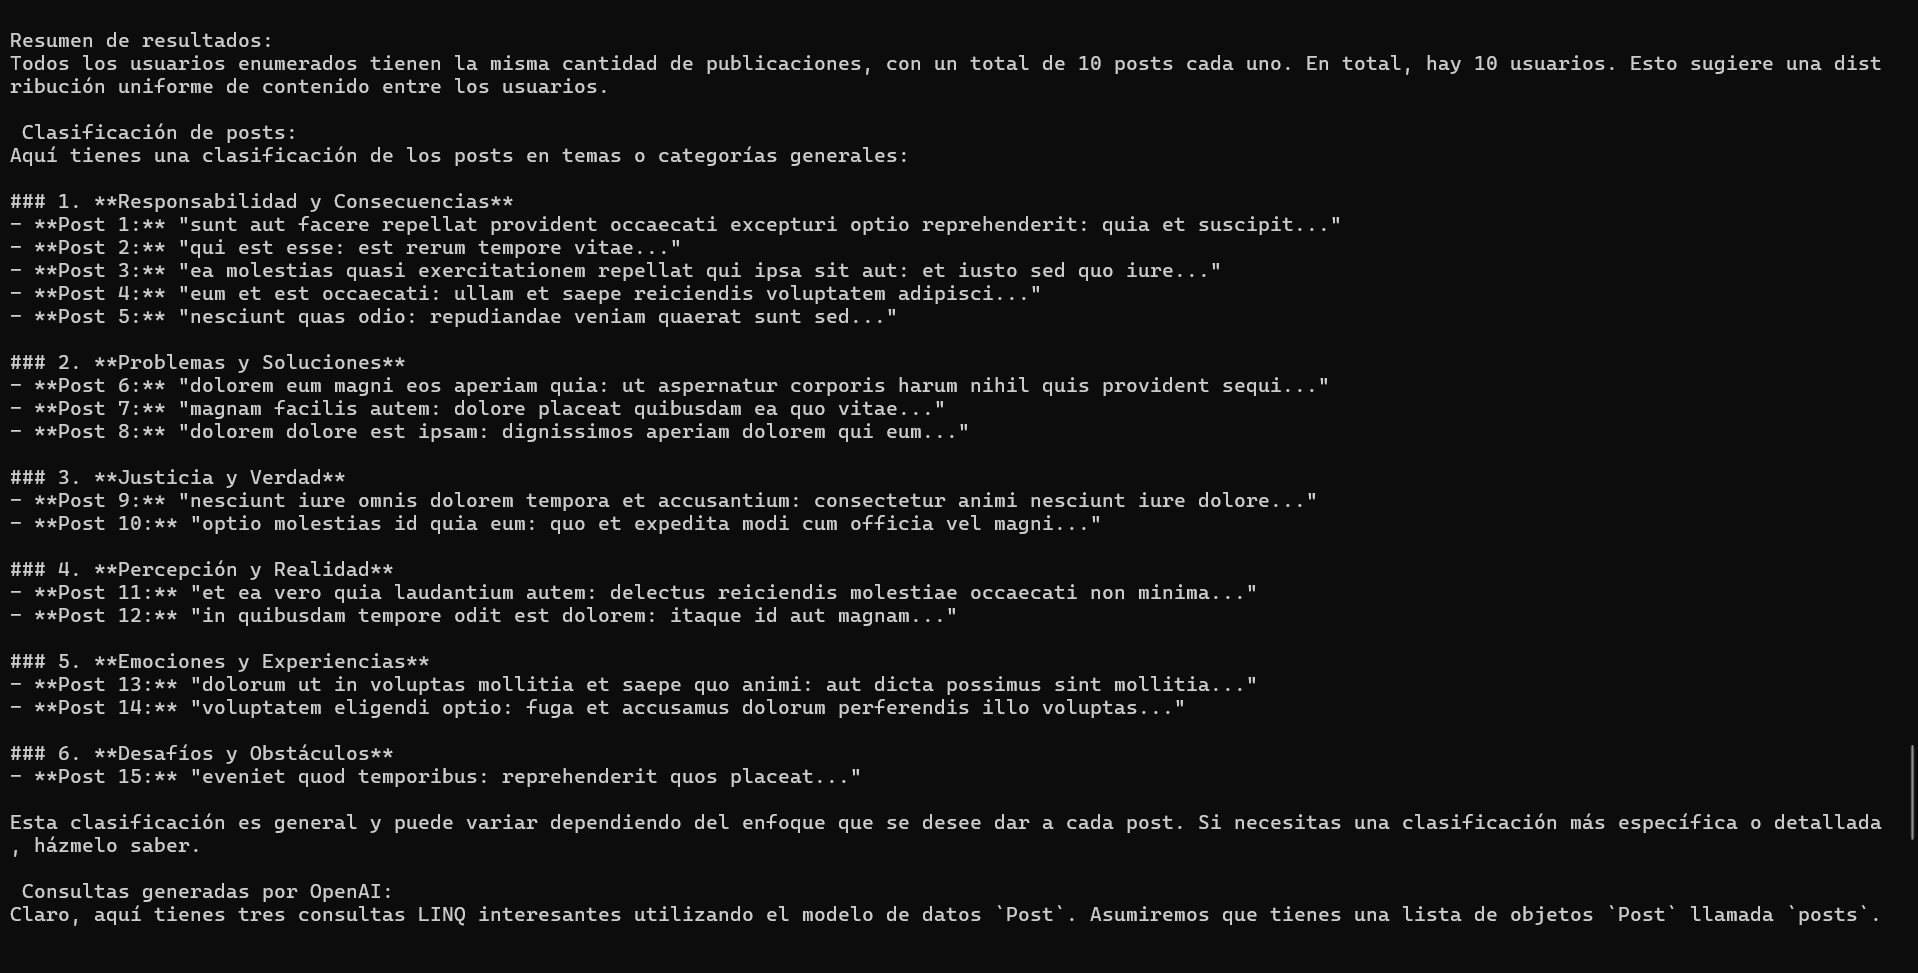 Resumen de resultados:
Todos los usuarios enumerados tienen la misma cantidad de publicaciones, con un total de 10 posts cada uno. En total, hay 10 usuarios. Esto sugiere una dist
ribución uniforme de contenido entre los usuarios.
Clasificación de posts:
Aquí tienes una clasificación de los posts en temas o categorías generales:
### 1. **Responsabilidad y Consecuencias**
- **Post 1:** "sunt aut facere repellat provident occaecati excepturi optio reprehenderit: quia et suscipit..."
- **Post 2:** "qui est esse: est rerum tempore vitae..."
- **Post 3:** "ea molestias quasi exercitationem repellat qui ipsa sit aut: et iusto sed quo iure..."
- **Post 4:** "eum et est occaecati: ullam et saepe reiciendis voluptatem adipisci..."
- **Post 5:** "nesciunt quas odio: repudiandae veniam quaerat sunt sed..."
### 2. **Problemas y Soluciones**
- **Post 6:** "dolorem eum magni eos aperiam quia: ut aspernatur corporis harum nihil quis provident sequi..."
- **Post 7:** "magnam facilis autem: dolore placeat quibusdam ea quo vitae..."
- **Post 8:** "dolorem dolore est ipsam: dignissimos aperiam dolorem qui eum..."
### 3. **Justicia y Verdad**
- **Post 9:** "nesciunt iure omnis dolorem tempora et accusantium: consectetur animi nesciunt iure dolore..."
- **Post 10:** "optio molestias id quia eum: quo et expedita modi cum officia vel magni..."
### 4. **Percepción y Realidad**
- **Post 11:** "et ea vero quia laudantium autem: delectus reiciendis molestiae occaecati non minima..."
- **Post 12:** "in quibusdam tempore odit est dolorem: itaque id aut magnam..."
### 5. **Emociones y Experiencias**
- **Post 13:** "dolorum ut in voluptas mollitia et saepe quo animi: aut dicta possimus sint mollitia..."
- **Post 14:** "voluptatem eligendi optio: fuga et accusamus dolorum perferendis illo voluptas..."
### 6. **Desafíos y Obstáculos**
- **Post 15:** "eveniet quod temporibus: reprehenderit quos placeat..."
Esta clasificación es general y puede variar dependiendo del enfoque que se desee dar a cada post. Si necesitas una clasificación más específica o detallada
, házmelo saber.
Consultas generadas por OpenAI:
Claro, aquí tienes tres consultas LINQ interesantes utilizando el modelo de datos `Post`. Asumiremos que tienes una lista de objetos `Post` llamada `posts`.